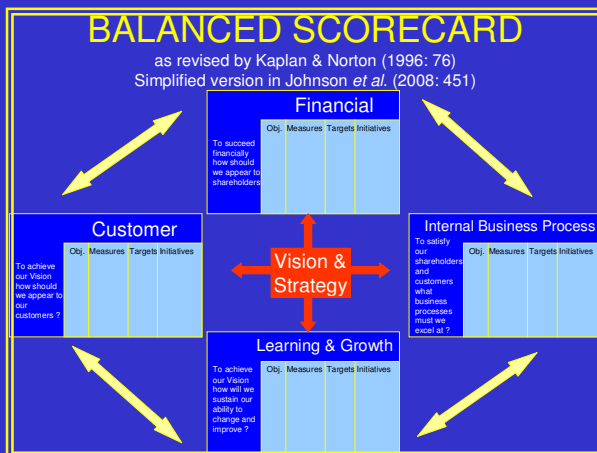 BALANCED SCORECARD
as revised by Kaplan & Norton (1996: 76)
Simplified version in Johnson et al. (2008: 451)
Financial
Obj. Measures Targets Initiatives
To succeed
financially
how should
we appear to
shareholders
Customer
Obj. Measures Targets Initiatives
To achieve
our Vision
how should
we appear to
our
customers ?
Vision &
Strategy
Internal Business Process
Obj. Measures Targets Initiatives
To satisfy
our
shareholders
and
customers
what
business
processes
must we
excel at ?
Learning & Growth
Obj. Measures Targets Initiatives
To achieve
our Vision
how will we
sustain our
ability to
change and
improve ?